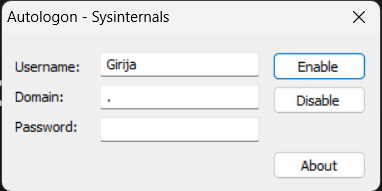 Autologon - Sysinternals
Username: Girija Enable
Domain: . Disable
Password:
About